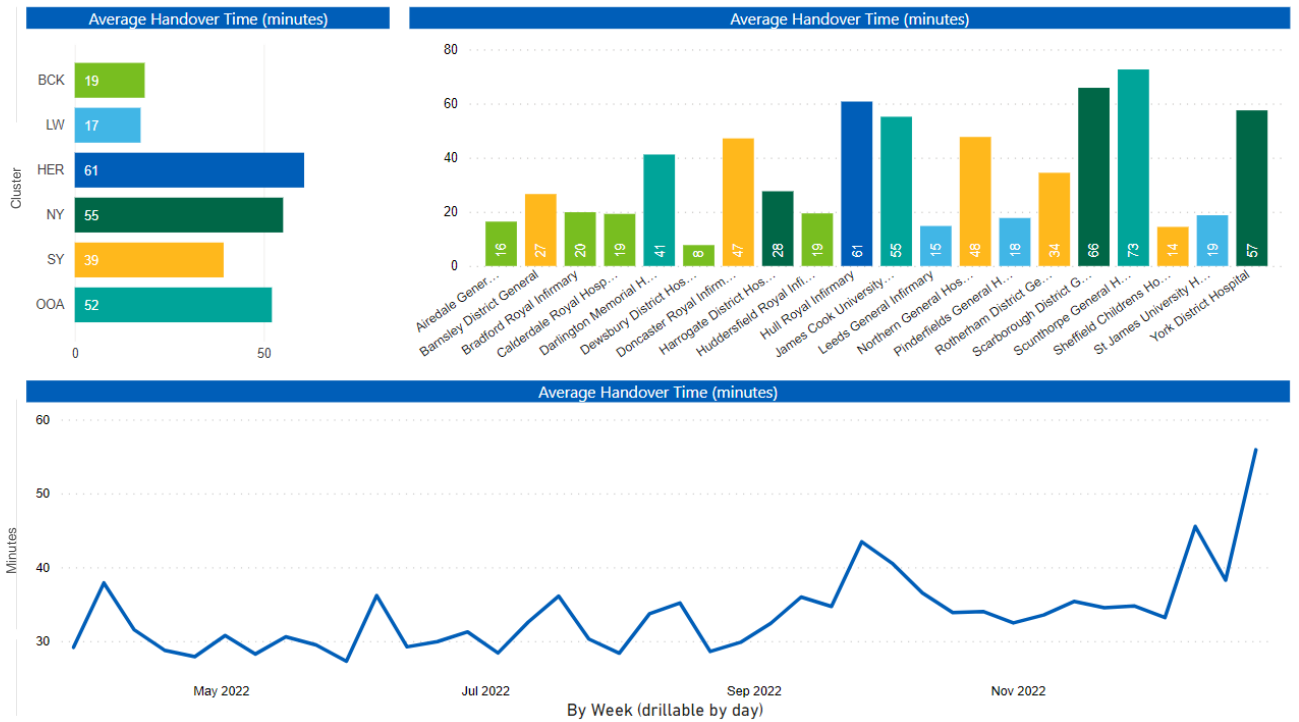 Average Handover Time (minutes)
Cluster
BCK 19
LW 17
HER 61
NY 55
SY 39
OOA 52
0 50
Average Handover Time (minutes)
80
60
40
20
0
16 27 20 19 41 8 47 28 19 61 55 15 48 18 34 66 73 14 19 57
Airedale Gener...
Barnsley District General
Bradford Royal Infirmary
Calderdale Royal Hosp...
Darlington Memorial H...
Dewsbury District Hos...
Doncaster Royal Infirm...
Harrogate District Hos...
Huddersfield Royal Infi...
Hull Royal Infirmary
James Cook University...
Leeds General Infirmary
Northern General Hos...
Pinderfields General H...
Rotherham District Ge...
Scarborough District G...
Scunthorpe General H...
Sheffield Childrens Ho...
St James University H...
York District Hospital
Average Handover Time (minutes)
Minutes
60
50
40
30
May 2022 Jul 2022 Sep 2022 Nov 2022
By Week (drillable by day)